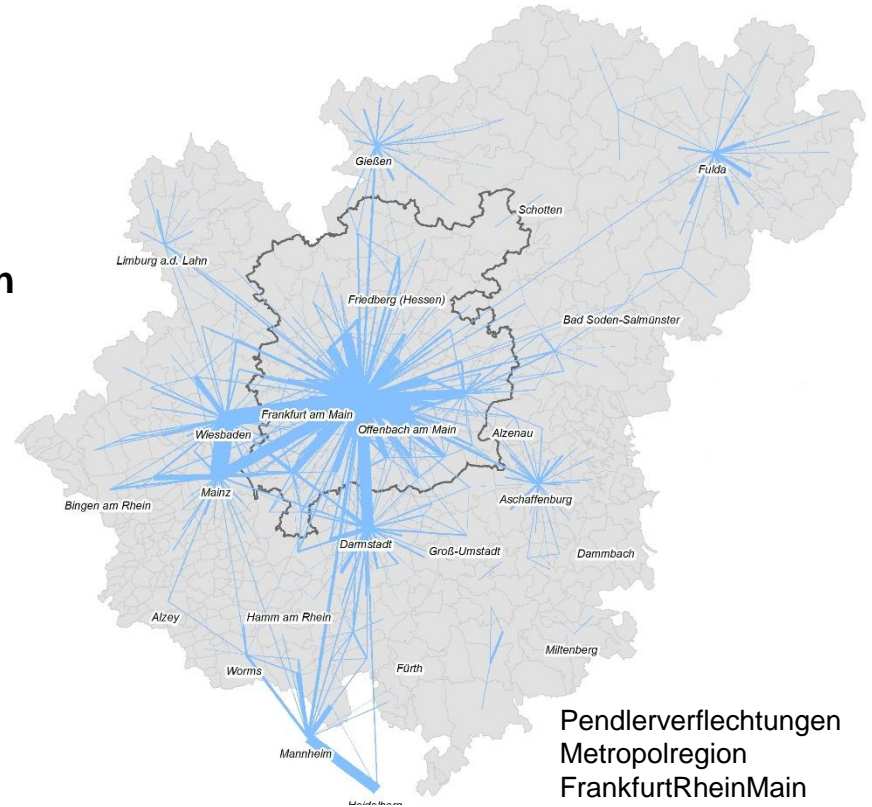 Gießen
Fulda
Schotten
Limburg a.d. Lahn
n
Friedberg (Hessen)
Bad Soden-Salmünster
Frankfurt am Main
Offenbach am Main
Alzenau
Wiesbaden
Mainz
Bingen am Rhein
Aschaffenburg
Darmstadt
Groß-Umstadt
Dammbach
Alzey
Hamm am Rhein
Miltenberg
Worms
Fürth
Mannheim
Heidelberg
Pendlerverflechtungen
Metropolregion
FrankfurtRheinMain